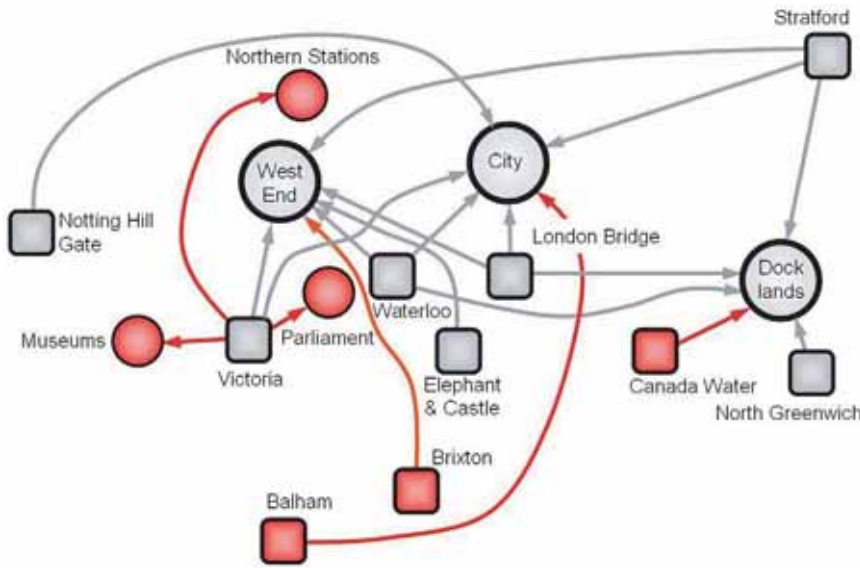 Stratford
Northern Stations
West
End
City
Notting Hill
Gate
London Bridge
Dock
lands
Museums
Victoria
Parliament
Waterloo
Elephant
& Castle
Canada Water
North Greenwich
Brixton
Balham